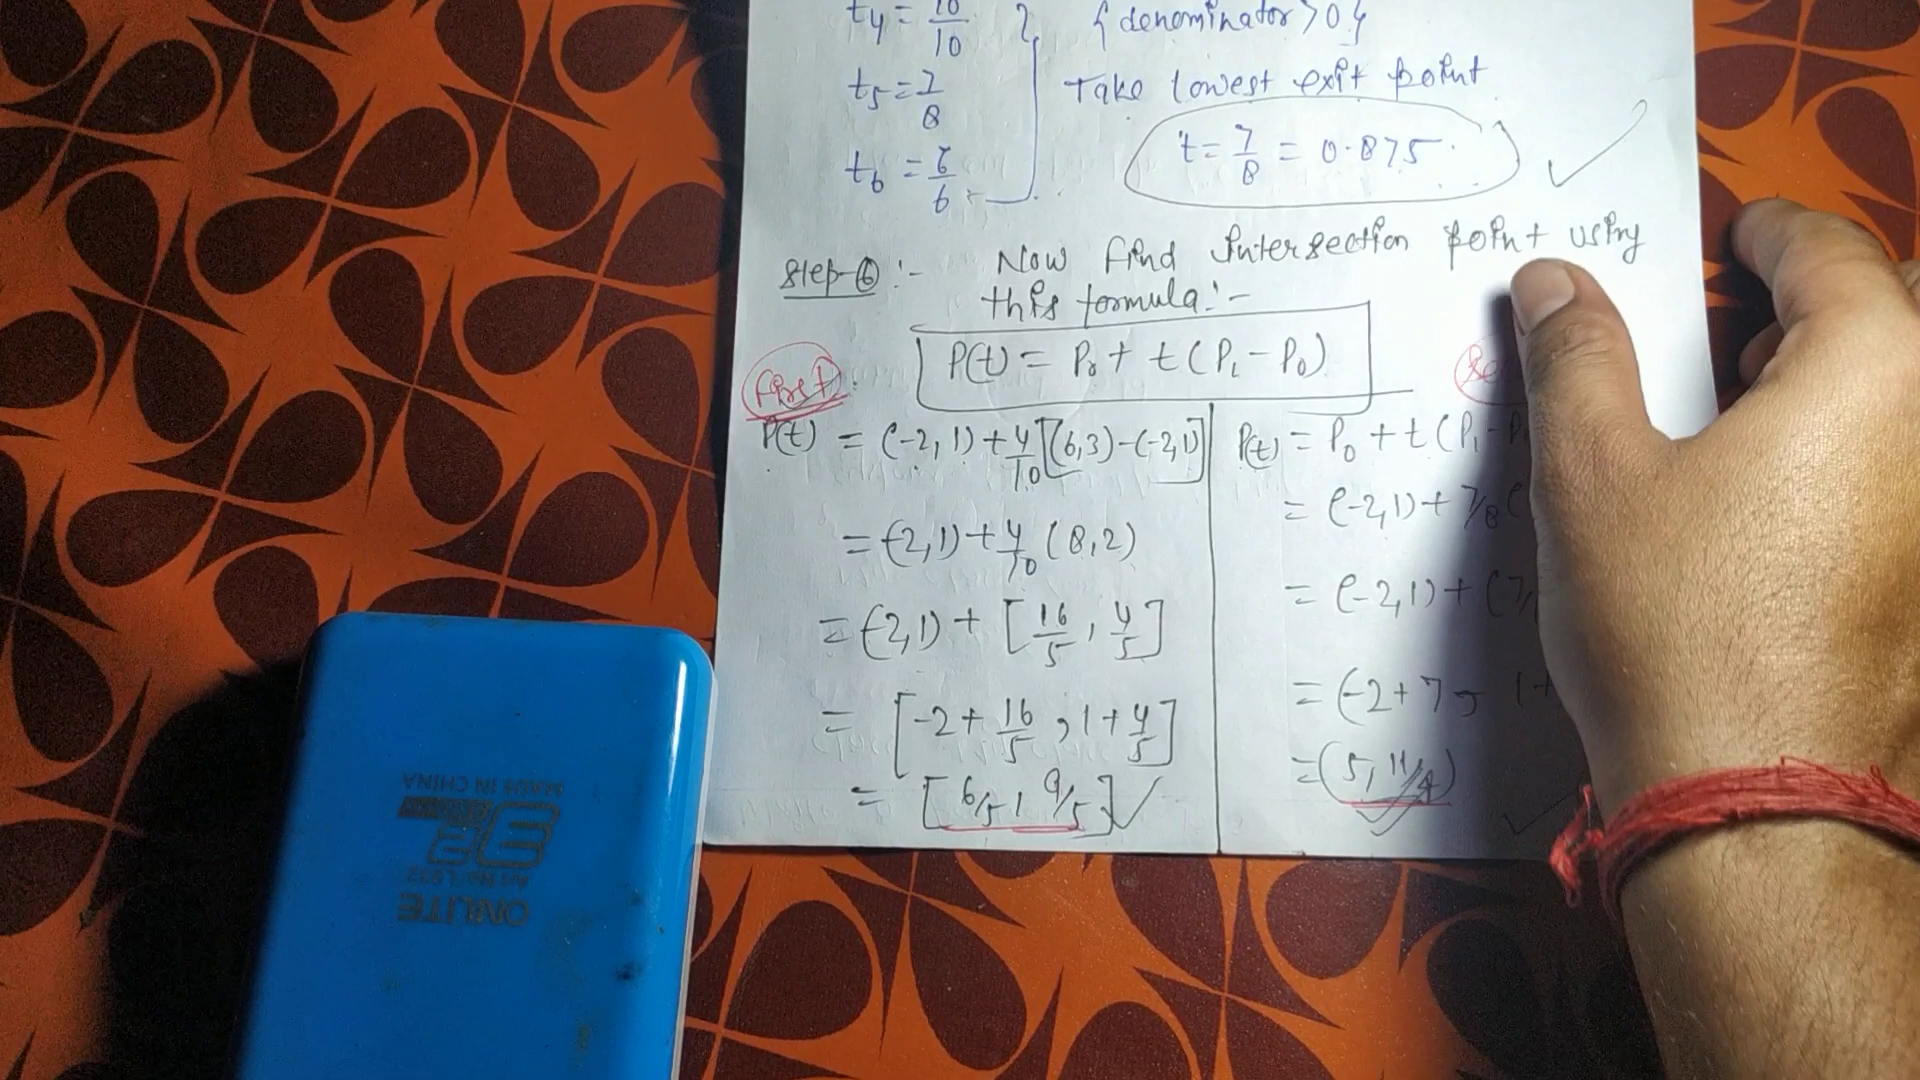 t4 = 10/10 } { denominator > 0 }
t5 = 7/8 Take lowest exit point
t6 = 6/6 t = 7/8 = 0.875
Step-6 :- Now find intersection point using
this formula:-
P(t) = P0 + t (P1 - P0)
First
P(t) = (-2, 1) + 4/10 [(6,3) - (-2,1)]
= (-2,1) + 4/10 (8,2)
= (-2,1) + [16/5, 4/5]
= [-2 + 16/5, 1 + 4/5]
= [6/5, 9/5]
P(t) = P0 + t (P1 -
= (-2,1) + 7/8 (
= (-2,1) + (7,
= (-2+7, 1+
= (5, 11/4)
MADE IN CHINA
ONLITE